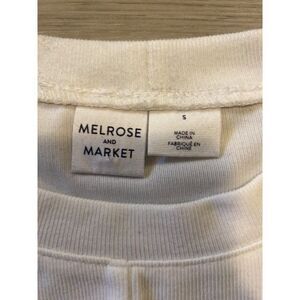 MELROSE
AND
MARKET
S
MADE IN
CHINA
FABRIQUÉ EN
CHINE